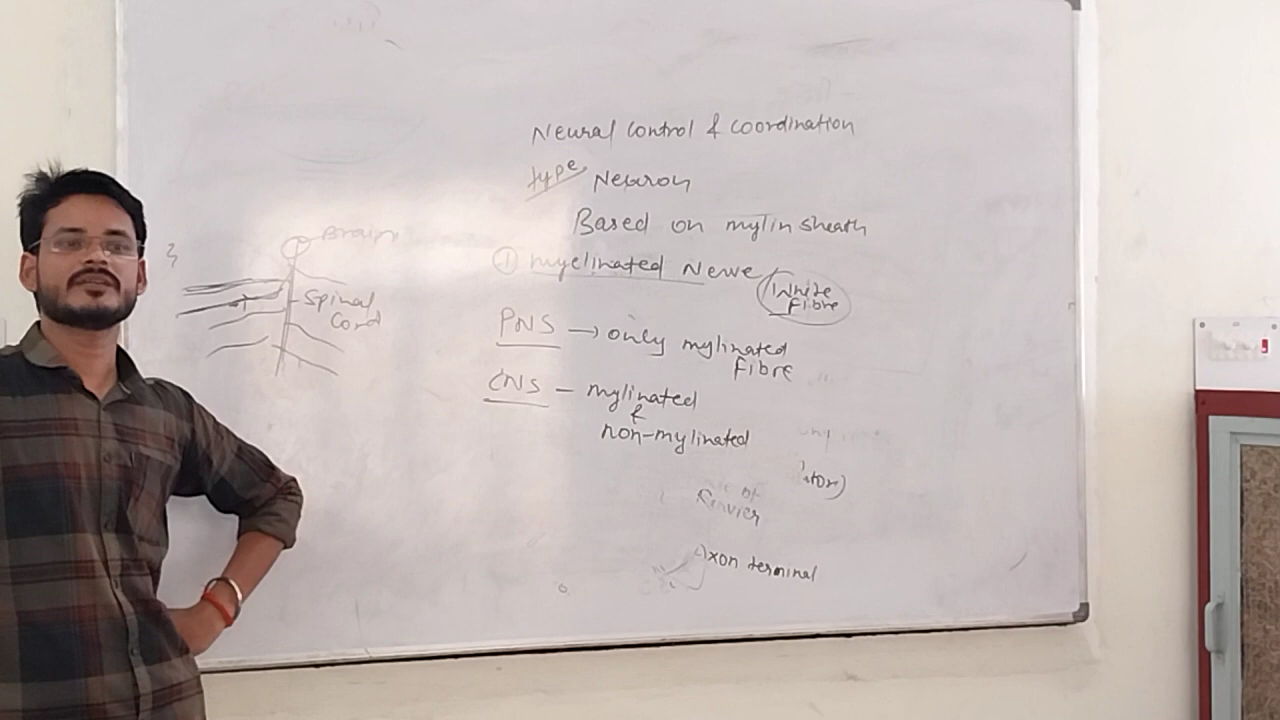 Neural control & coordination
type Neuron
Based on mylin sheath
① myelinated Nerve
White
Fibre
PNS → only mylinated
Fibre
CNS – mylinated
&
non-mylinated
of
Ranvier
Axon terminal
Brain
Spinal
Cord